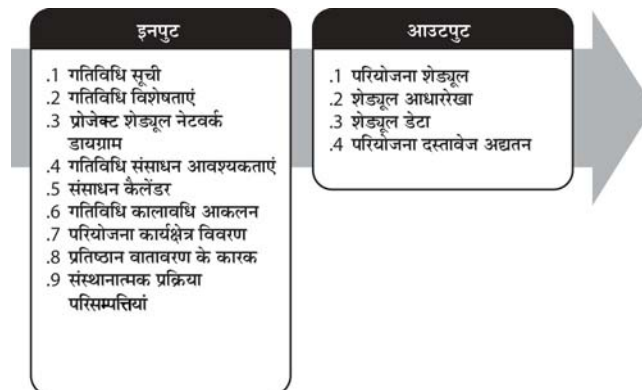 इनपुट
.1 गतिविधि सूची
.2 गतिविधि विशेषताएं
.3 प्रोजेक्ट शेड्यूल नेटवर्क
डायग्राम
.4 गतिविधि संसाधन आवश्यकताएं
.5 संसाधन कैलेंडर
.6 गतिविधि कालावधि आकलन
.7 परियोजना कार्यक्षेत्र विवरण
.8 प्रतिष्ठान वातावरण के कारक
.9 संस्थानात्मक प्रक्रिया
परिसम्पत्तियां
आउटपुट
.1 परियोजना शेड्यूल
.2 शेड्यूल आधाररेखा
.3 शेड्यूल डेटा
.4 परियोजना दस्तावेज अद्यतन